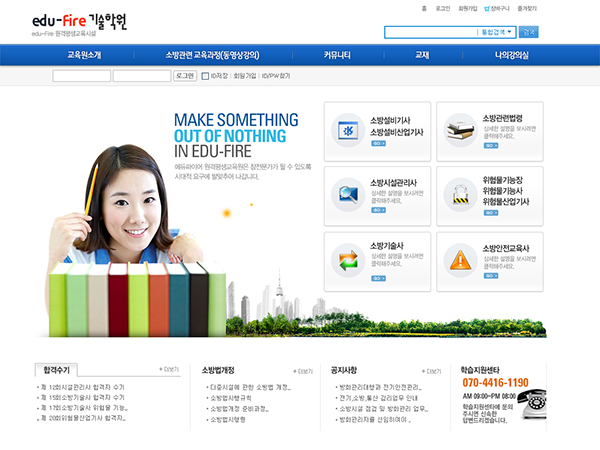 홈 로그인 회원가입 장바구니 즐겨찾기
edu-Fire 기술학원
edu-Fire 원격평생교육시설
통합검색 검색
교육원소개 소방관련 교육과정(동영상강의) 커뮤니티 교재 나의강의실
로그인 ID저장 회원가입 ID/PW찾기
MAKE SOMETHING
OUT OF NOTHING
IN EDU-FIRE
에듀파이어 원격평생교육원은 참전문가가 될 수 있도록
시대적 요구에 발맞추어 나갑니다.
소방설비기사
소방설비산업기사
GO
소방관련법령
상세한 설명을 보시려면
클릭해주세요.
GO
소방시설관리사
상세한 설명을 보시려면
클릭해주세요.
GO
위험물기능장
위험물기능사
위험물산업기사
GO
소방기술사
상세한 설명을 보시려면
클릭해주세요.
GO
소방안전교육사
상세한 설명을 보시려면
클릭해주세요.
GO
합격수기 + 더보기
제 12회시설관리사 합격자 수기
제 15회소방기술사 합격자 수기
제 17회소방기술사 위험물 기능..
제 20회위험물산업기사 합격자..
소방법개정 + 더보기
다중시설에 관한 소방법 개정..
소방법시행규칙
소방법개정 준비과정..
소방법시행령
공지사항 + 더보기
방화관리대행과 전기안전관리..
전기,소방,통신 감리업무 안내
소방시설 점검 및 방화관리 업무..
방화관리자를 선임하여야 ..
학습지원센타
070-4416-1190
AM 09:00~PM 08:00
학습지원센타에 문의
주시면 신속한
답변드리겠습니다.